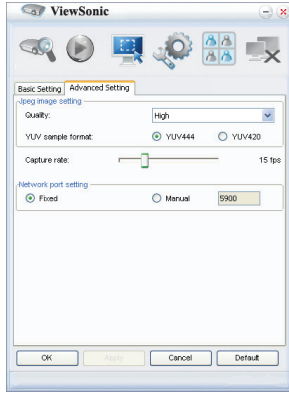 ViewSonic
Basic Setting Advanced Setting
Jpeg image setting
Quality: High
YUV sample format: YUV444 YUV420
Capture rate: 15 fps
Network port setting
Fixed Manual 5900
OK Apply Cancel Default